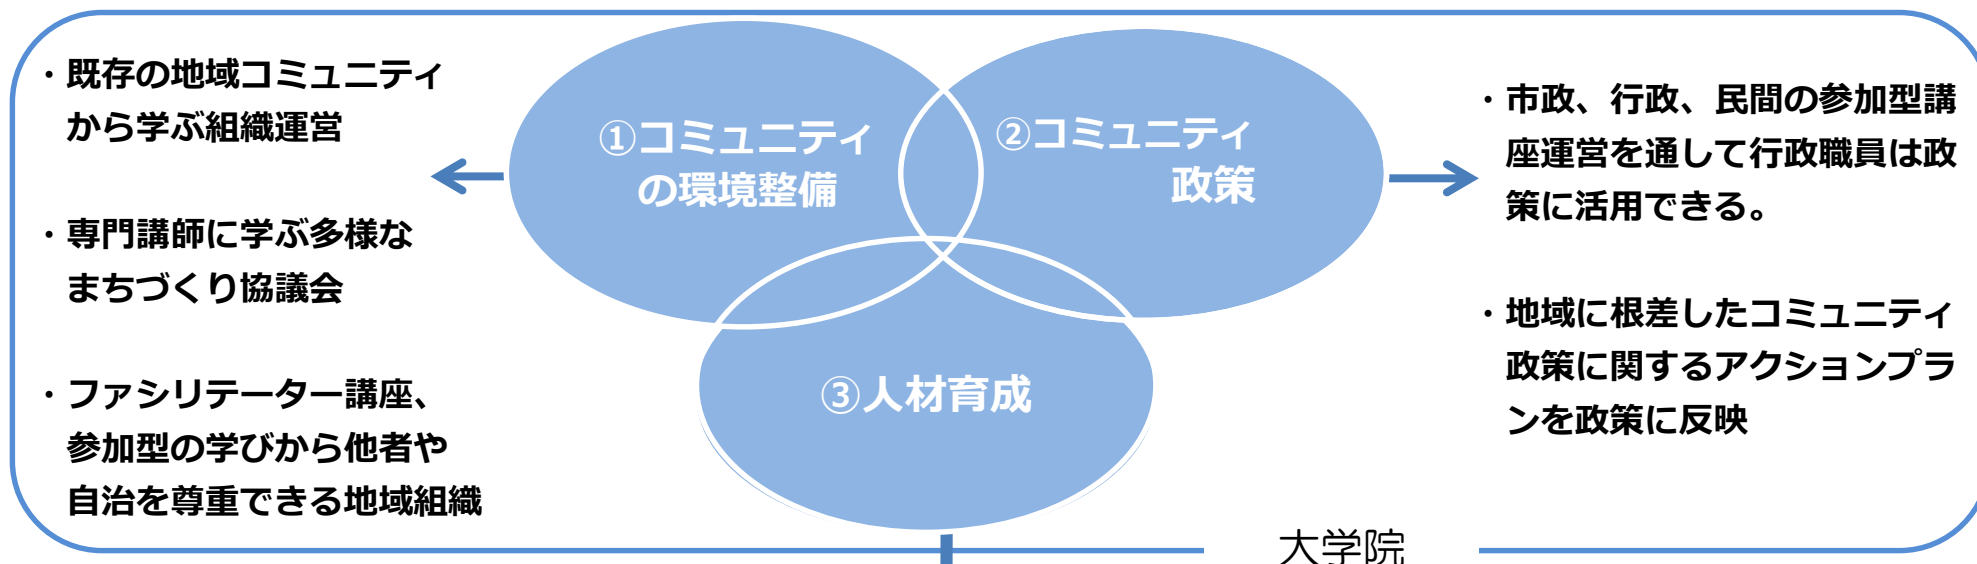 ・既存の地域コミュニティ
から学ぶ組織運営
・専門講師に学ぶ多様な
まちづくり協議会
・ファシリテーター講座、
参加型の学びから他者や
自治を尊重できる地域組織
①コミュニティ
の環境整備
②コミュニティ
政策
③人材育成
・市政、行政、民間の参加型講
座運営を通して行政職員は政
策に活用できる。
・地域に根差したコミュニティ
政策に関するアクションプラ
ンを政策に反映
大学院